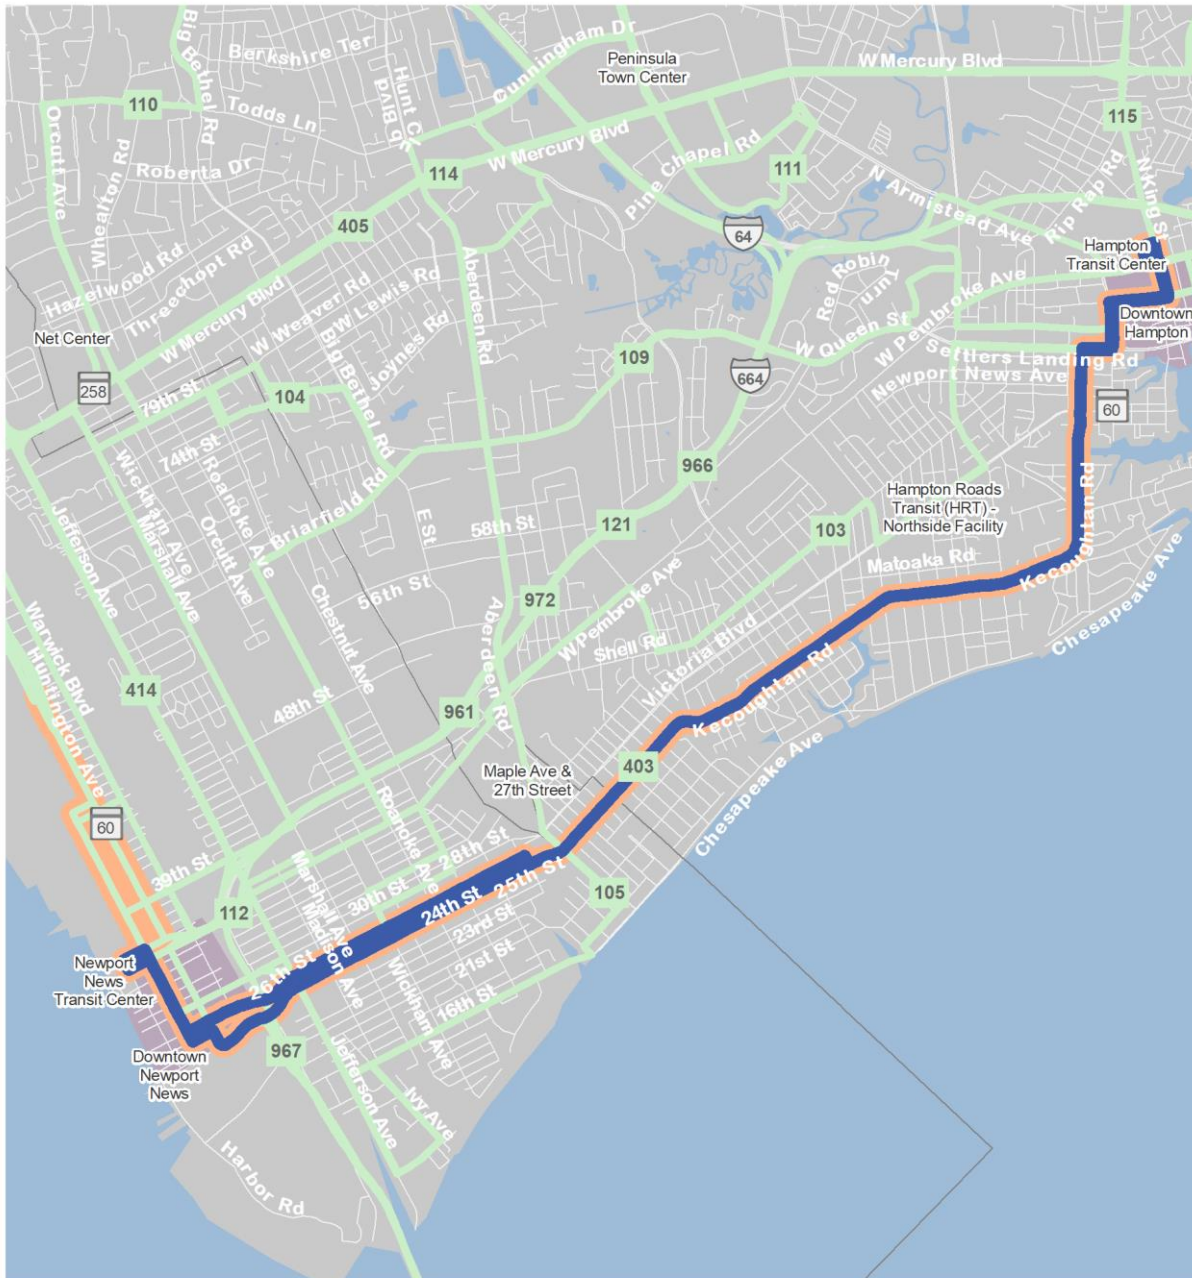 Big Bethel Rd
Berkshire Ter
Hunt Club Blvd
Cunningham Dr
Peninsula
Town Center
W Mercury Blvd
110
Todds Ln
115
Orcutt Ave
Wheatton Rd
Roberta Dr
114
W Mercury Blvd
Pine Chapel Rd
111
N King St
Rip Rap Rd
N Armistead Ave
405
64
Hampton
Transit Center
Hazelwood Rd
Threechopt Rd
W Weaver Rd
W Lewis Rd
Aberdeen Rd
Red Robin
Turn
W Pembroke Ave
Net Center
W Mercury Blvd
Big Bethel Rd
Joynes Rd
109
W Queen St
Downtown
Hampton
Settlers Landing Rd
664
Newport News Ave
258
79th St
104
60
74th St
Wickham Ave
Marshall Ave
Roanoke Ave
Orcutt Ave
Briarfield Rd
966
Hampton Roads
Transit (HRT) -
Northside Facility
Kecoughtan Rd
Jefferson Ave
E St
58th St
121
103
Matoaka Rd
56th St
972
Kecoughtan Rd
Chesapeake Ave
Warwick Blvd
Huntington Ave
Chestnut Ave
Aberdeen Rd
W Pembroke Ave
Shell Rd
Victoria Blvd
414
48th St
961
Kecoughtan Rd
Maple Ave &
27th Street
403
Chesapeake Ave
60
39th St
Roanoke Ave
28th St
30th St
25th St
24th St
105
112
Marshall Ave
Madison Ave
23rd St
21st St
Newport
News
Transit Center
26th St
Wickham Ave
16th St
Downtown
Newport
News
967
Jefferson Ave
Ivy Ave
Harbor Rd